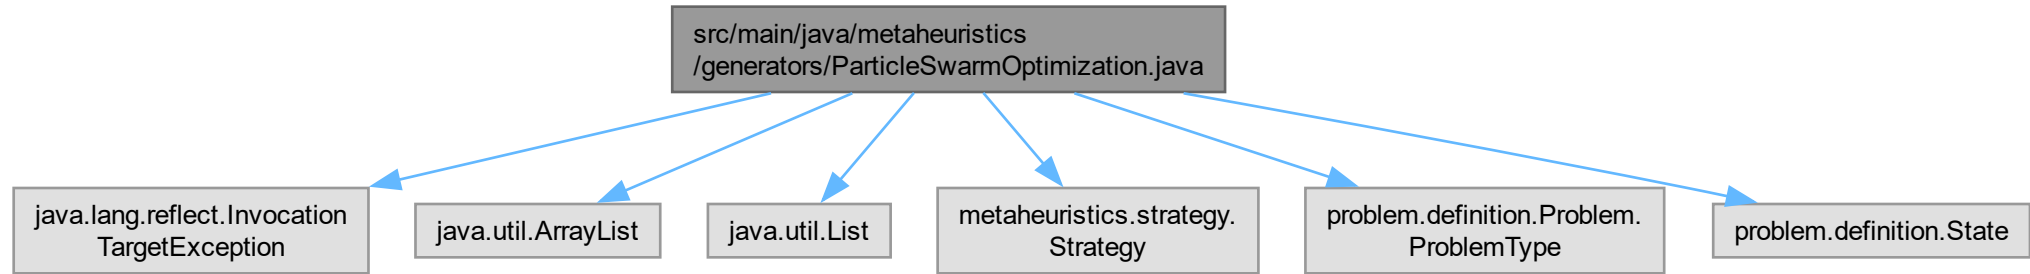 src/main/java/metaheuristics
/generators/ParticleSwarmOptimization.java
java.lang.reflect.Invocation
TargetException
java.util.ArrayList
java.util.List
metaheuristics.strategy.
Strategy
problem.definition.Problem.
ProblemType
problem.definition.State